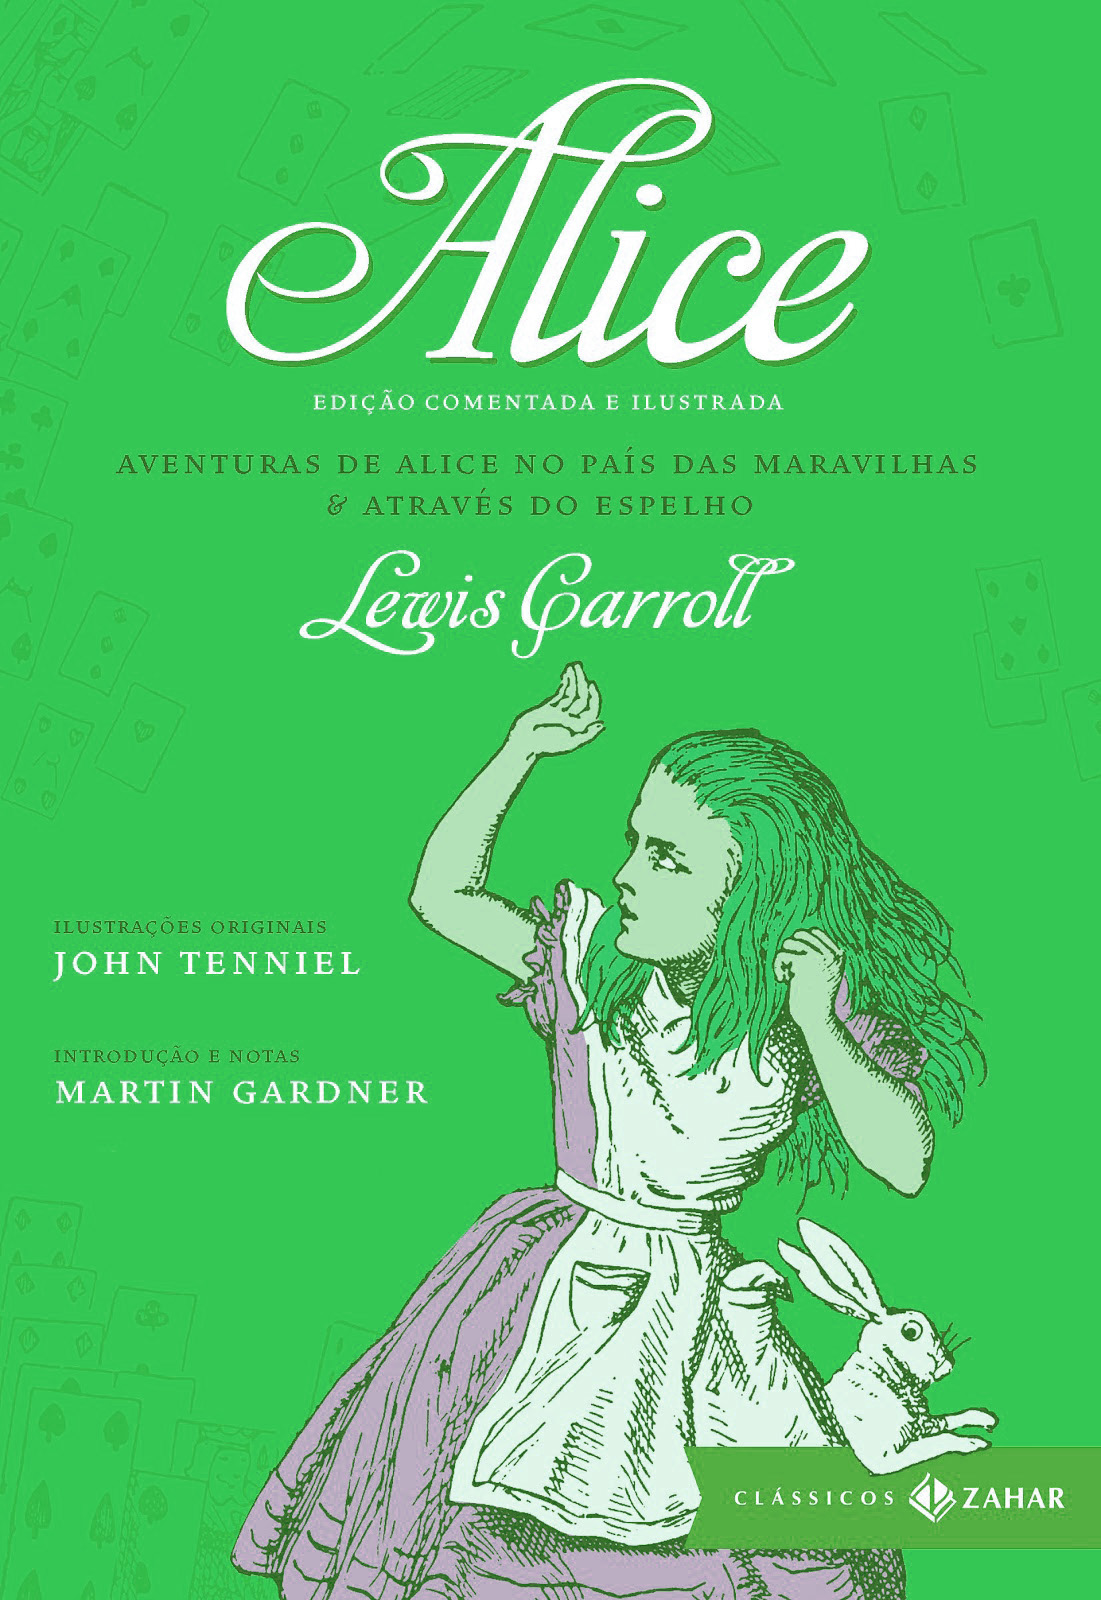 Alice
EDIÇÃO COMENTADA E ILUSTRADA
AVENTURAS DE ALICE NO PAÍS DAS MARAVILHAS
& ATRAVÉS DO ESPELHO
Lewis Carroll
ILUSTRAÇÕES ORIGINAIS
JOHN TENNIEL
INTRODUÇÃO E NOTAS
MARTIN GARDNER
CLÁSSICOS ZAHAR